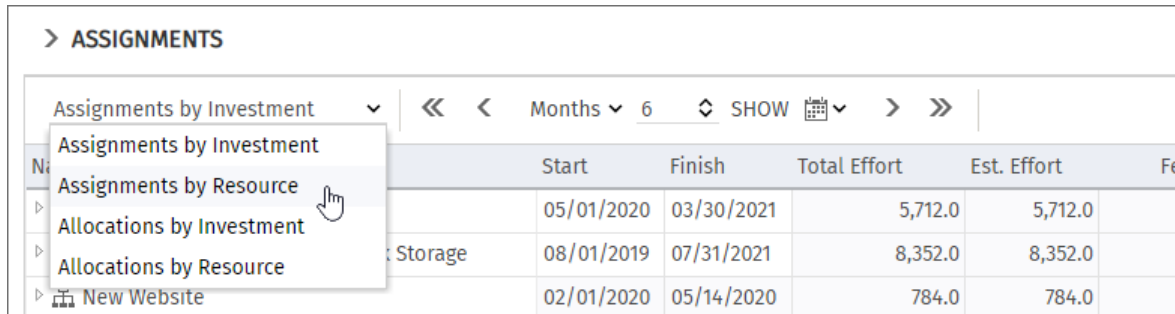 ASSIGNMENTS
Assignments by Investment Months 6 SHOW
Assignments by Investment
Assignments by Resource
Allocations by Investment
Allocations by Resource
Start Finish Total Effort Est. Effort
05/01/2020 03/30/2021 5,712.0 5,712.0
Storage 08/01/2019 07/31/2021 8,352.0 8,352.0
New Website 02/01/2020 05/14/2020 784.0 784.0